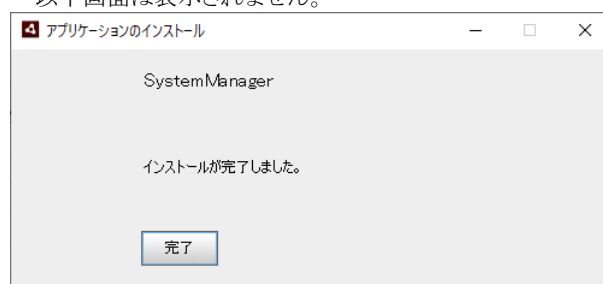 以下画面は表示されません。
アプリケーションのインストール
SystemManager
インストールが完了しました。
完了